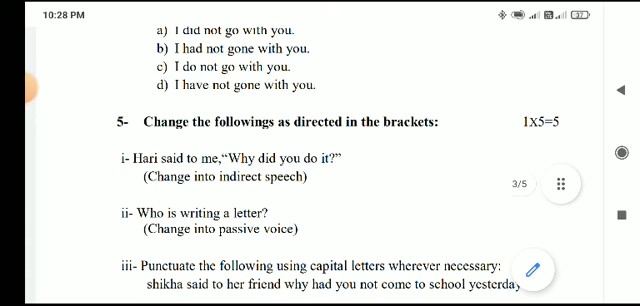 10:28 PM
37
a) I did not go with you.
b) I had not gone with you.
c) I do not go with you.
d) I have not gone with you.
5- Change the followings as directed in the brackets: 1X5=5
i- Hari said to me,“Why did you do it?”
(Change into indirect speech)
3/5
ii- Who is writing a letter?
(Change into passive voice)
iii- Punctuate the following using capital letters wherever necessary:
shikha said to her friend why had you not come to school yesterday